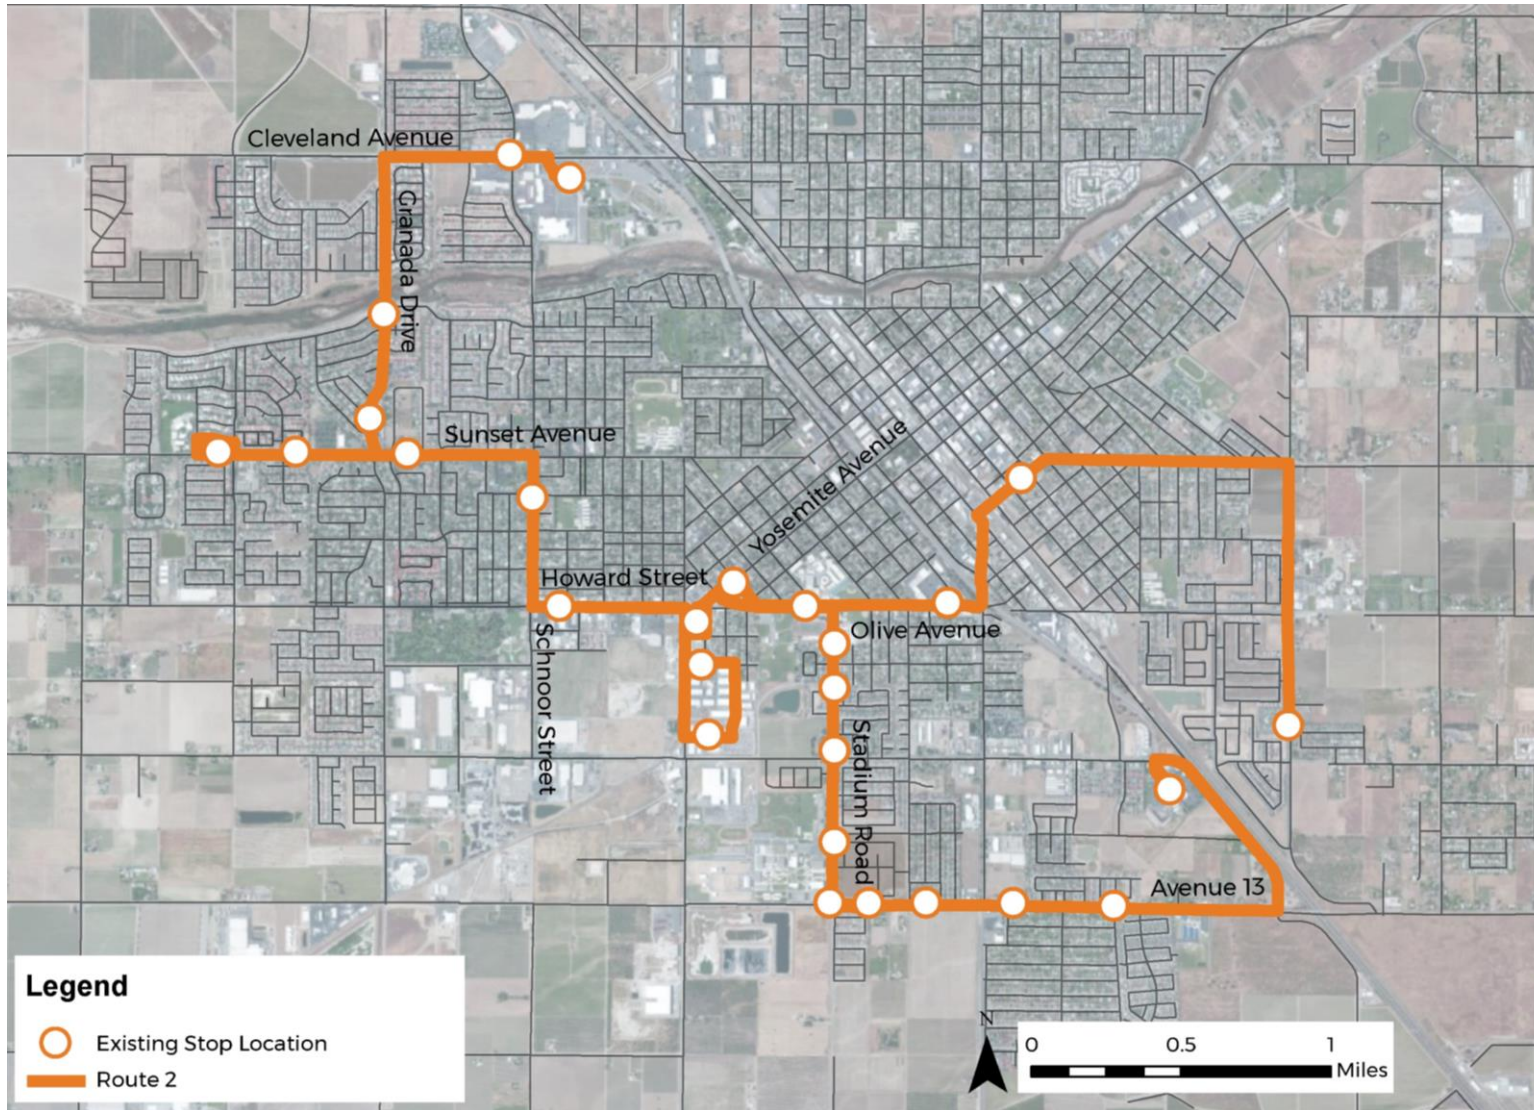 Cleveland Avenue
Granada Drive
Sunset Avenue
Yosemite Avenue
Howard Street
Olive Avenue
Schnoor Street
Stadium Road
Avenue 13
Legend
Existing Stop Location
Route 2
N
0 0.5 1
Miles